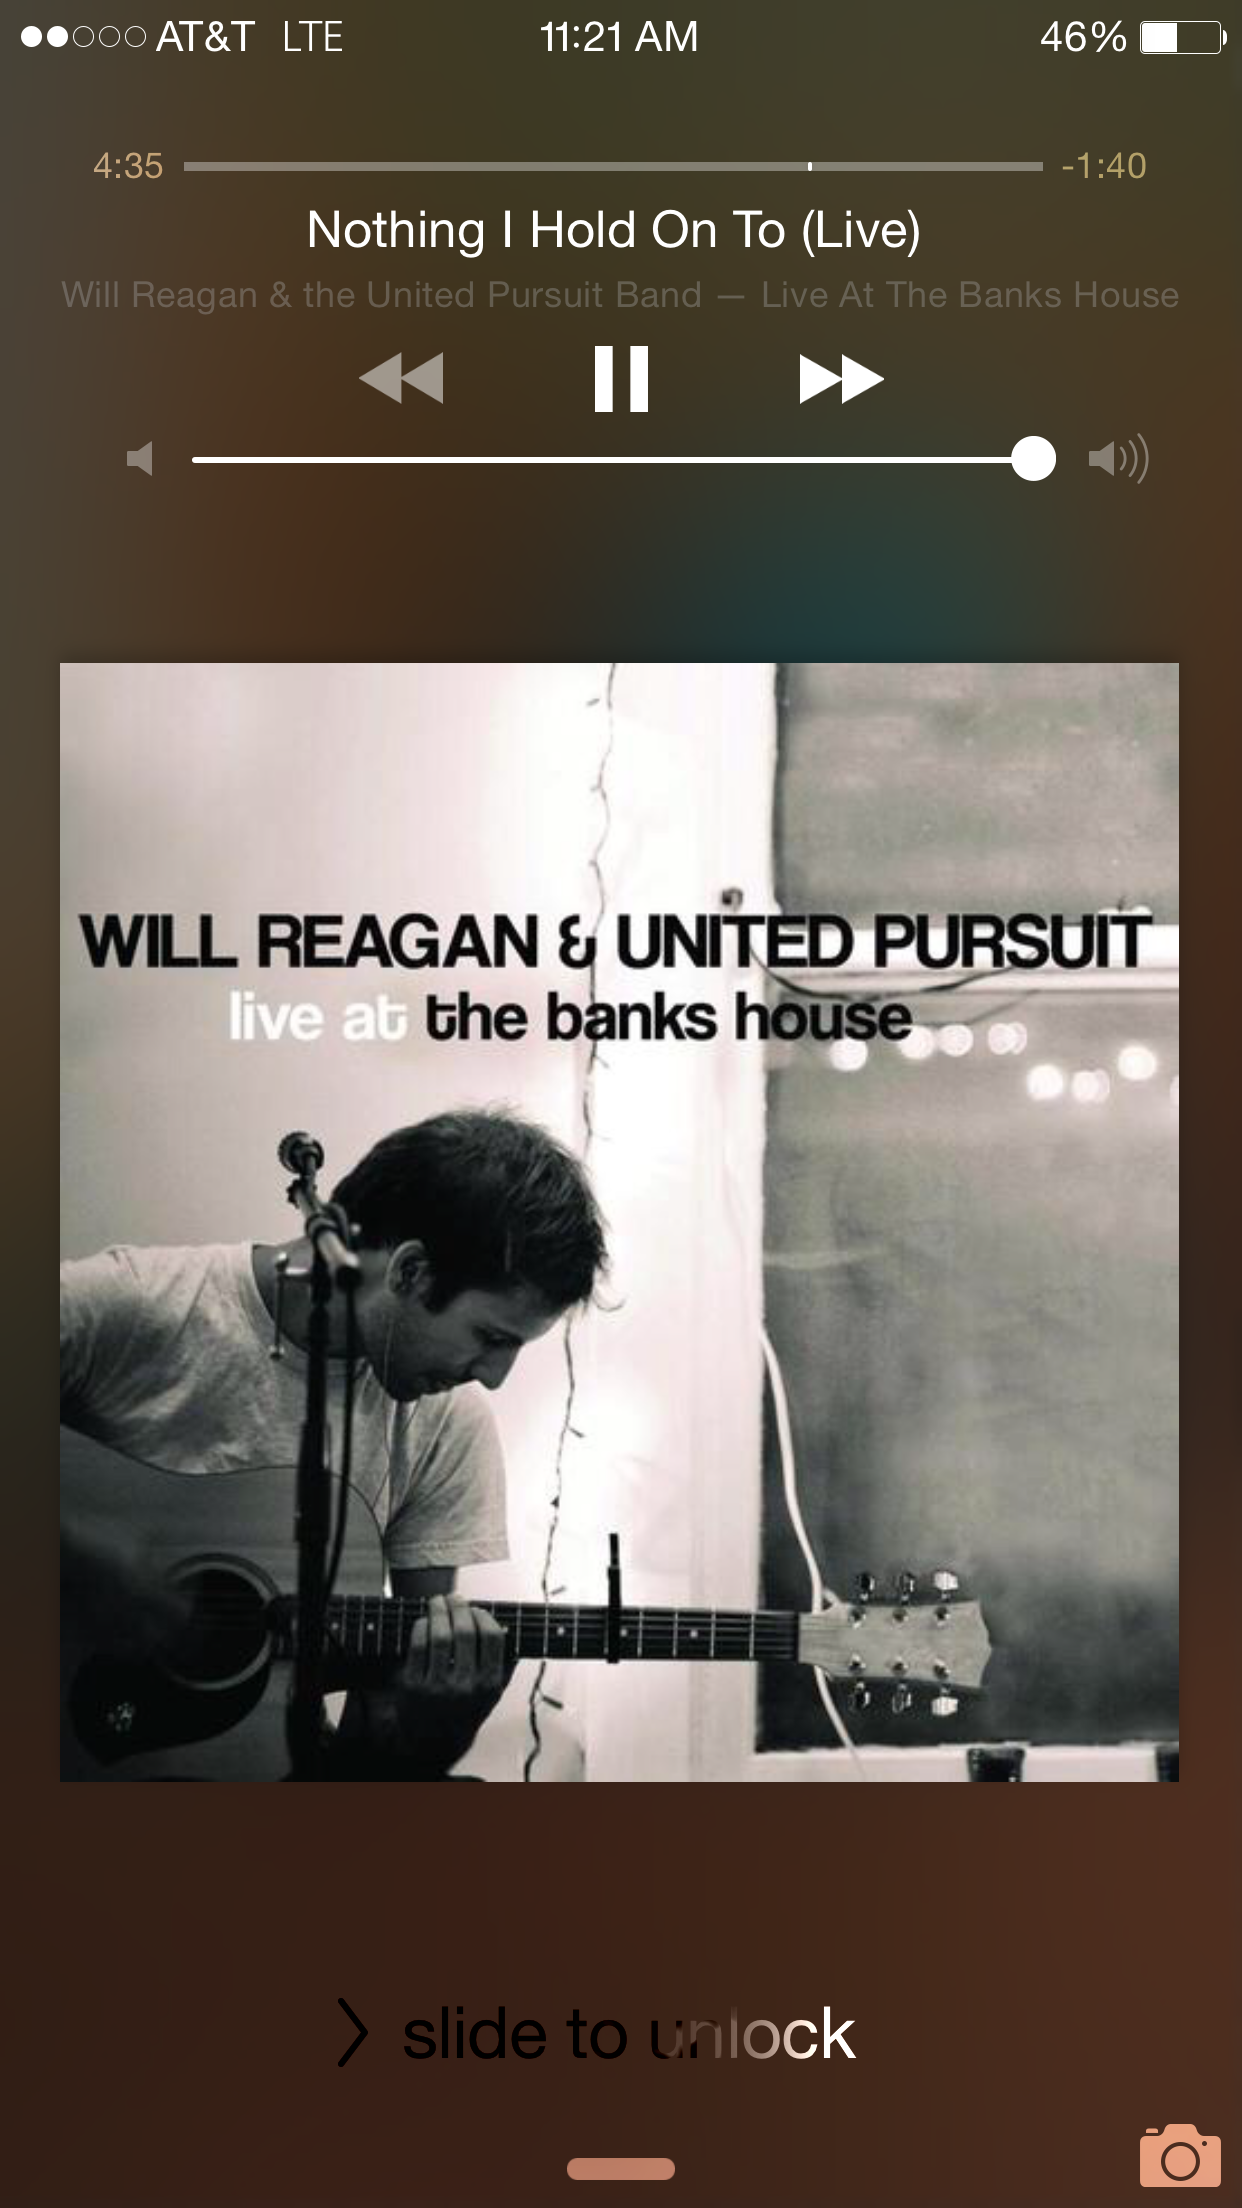 AT&T LTE 11:21 AM 46%
4:35 -1:40
Nothing I Hold On To (Live)
Will Reagan & the United Pursuit Band — Live At The Banks House
WILL REAGAN & UNITED PURSUIT
live at the banks house
slide to unlock